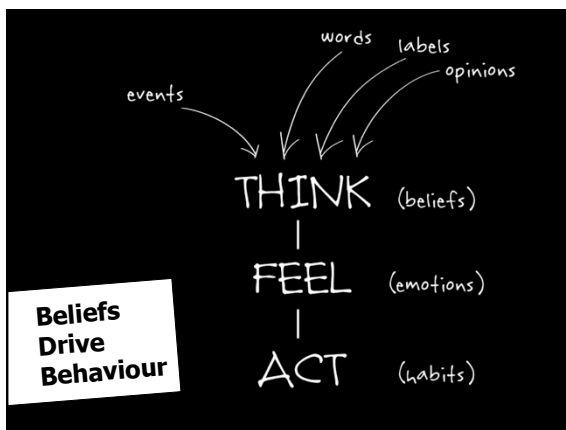 words
labels
opinions
events
THINK (beliefs)
FEEL (emotions)
ACT (habits)
Beliefs
Drive
Behaviour